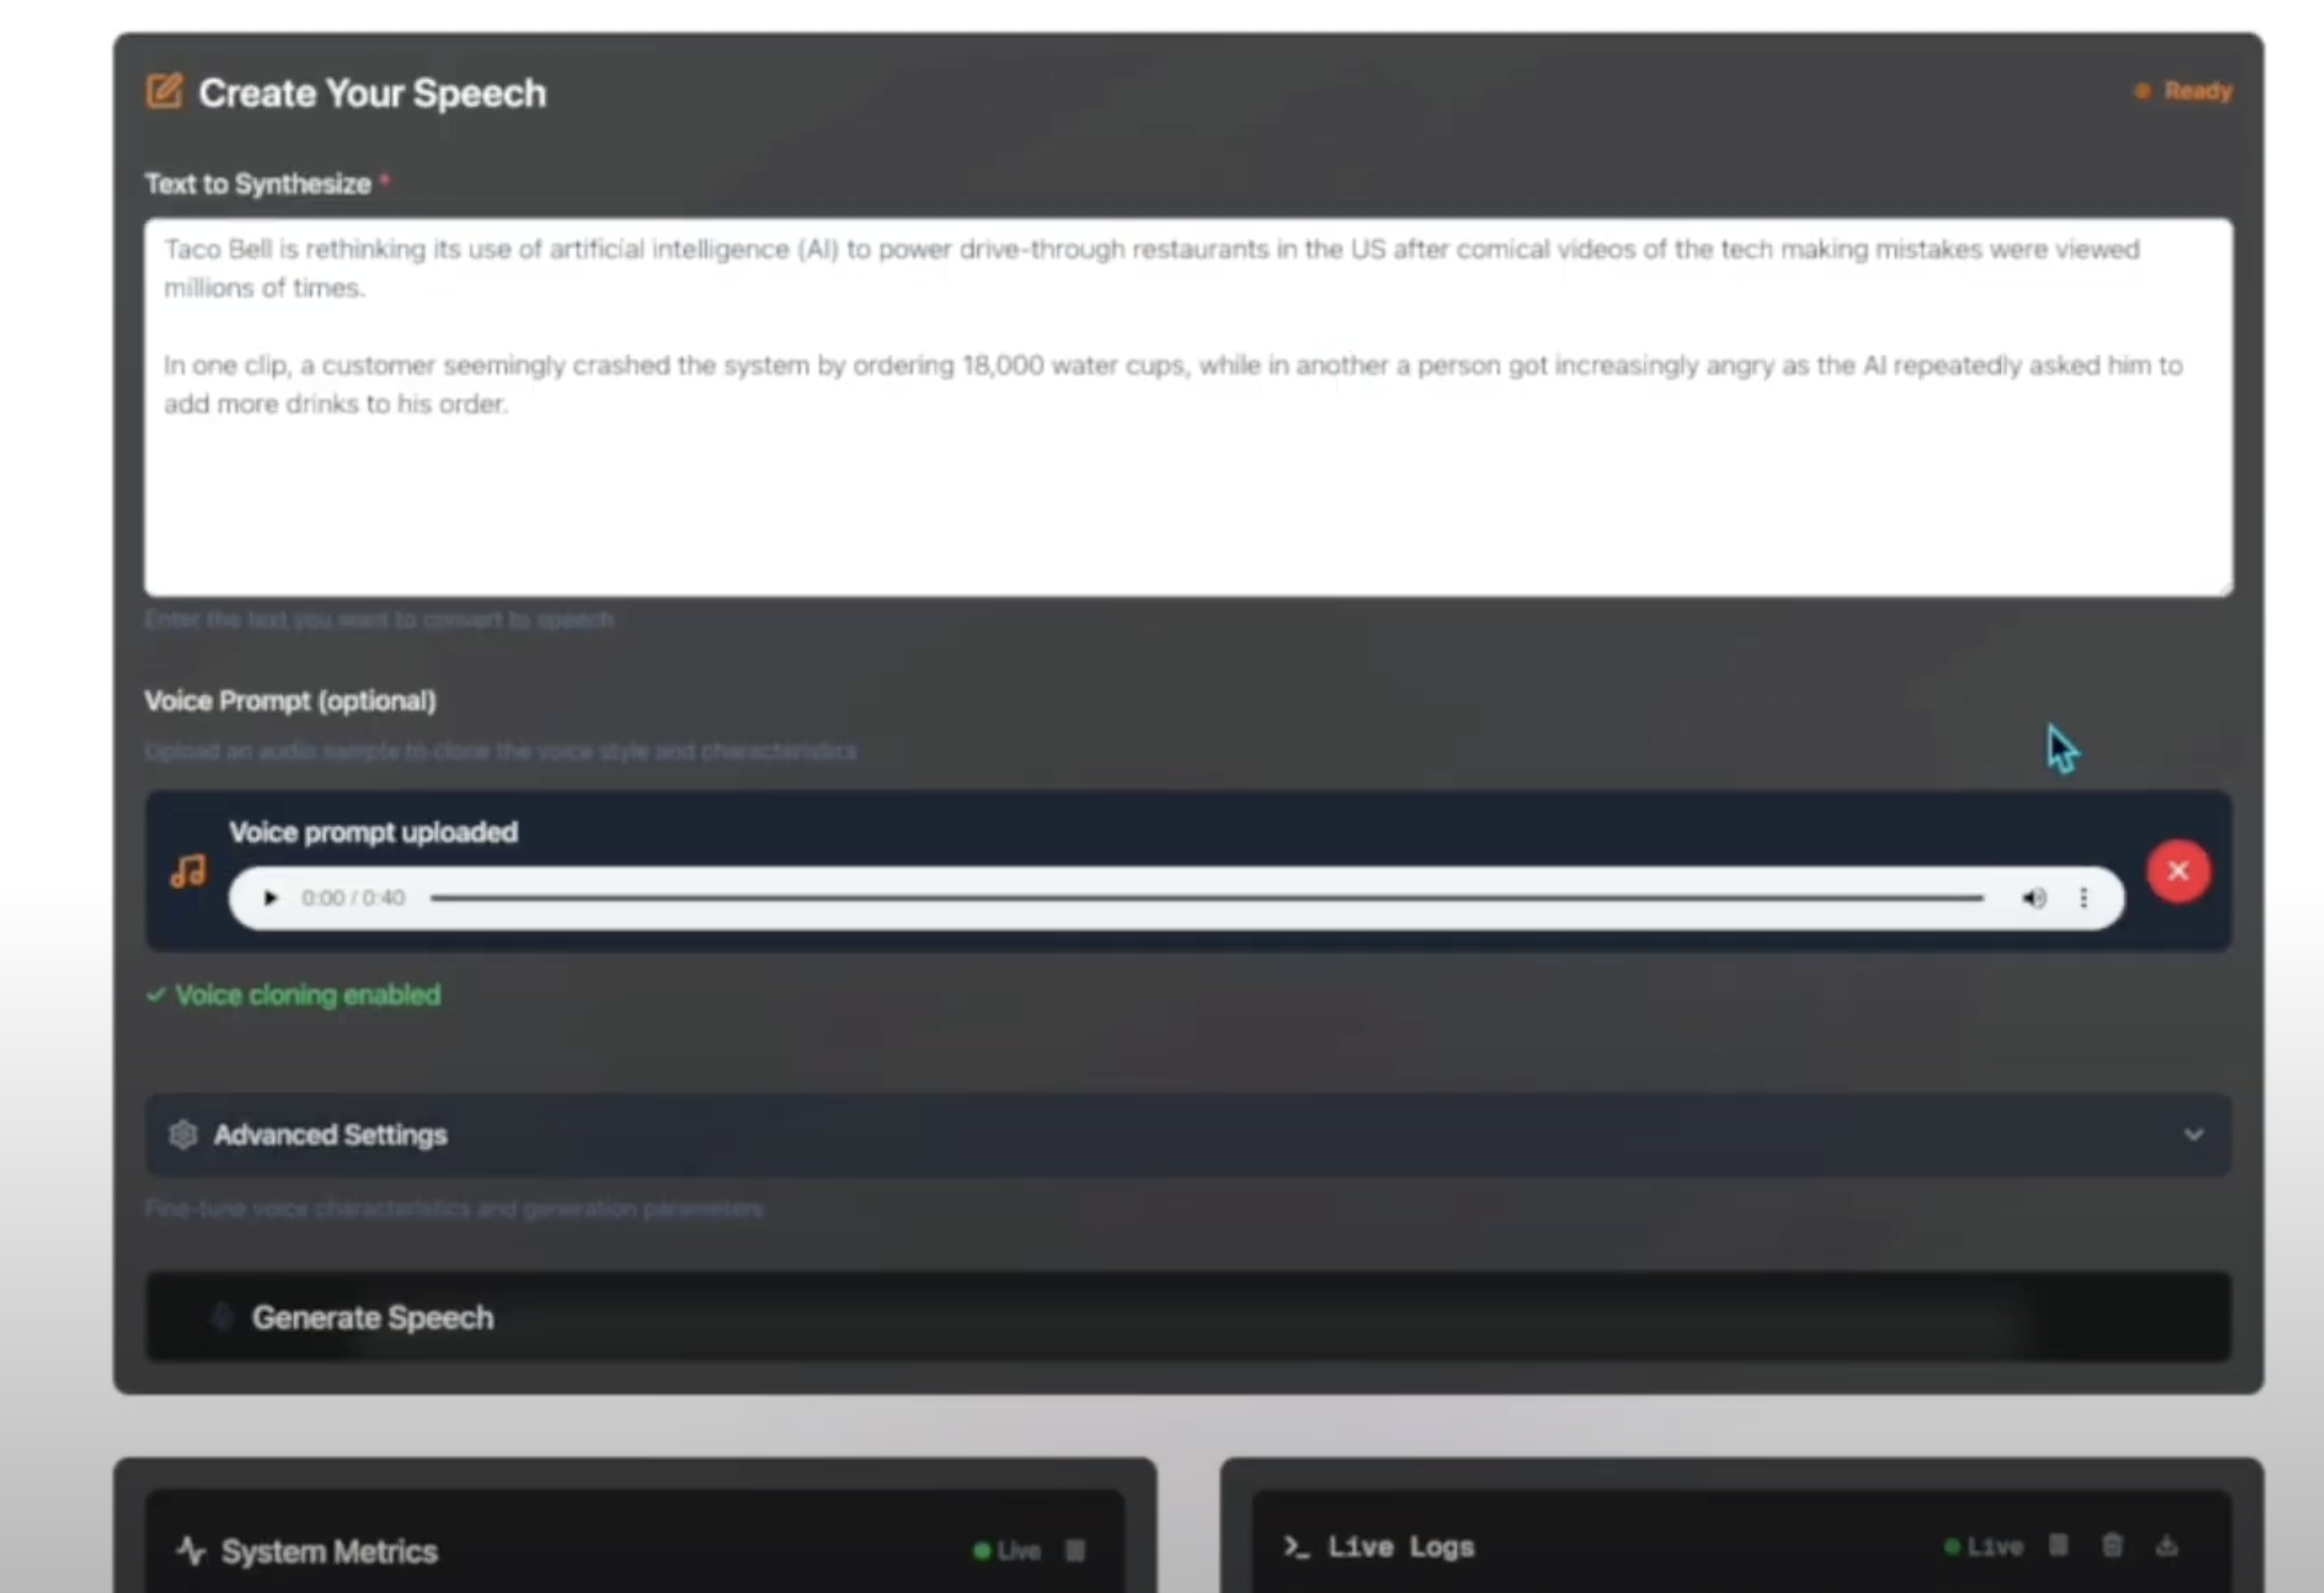 Create Your Speech
Ready
Text to Synthesize *
Taco Bell is rethinking its use of artificial intelligence (AI) to power drive-through restaurants in the US after comical videos of the tech making mistakes were viewed
millions of times.
In one clip, a customer seemingly crashed the system by ordering 18,000 water cups, while in another a person got increasingly angry as the AI repeatedly asked him to
add more drinks to his order.
Enter the text you want to convert to speech
Voice Prompt (optional)
Upload an audio sample to clone the voice style and characteristics
Voice prompt uploaded
0:00 / 0:40
Voice cloning enabled
Advanced Settings
Fine-tune voice characteristics and generation parameters
Generate Speech
System Metrics
Live
Live Logs
Live